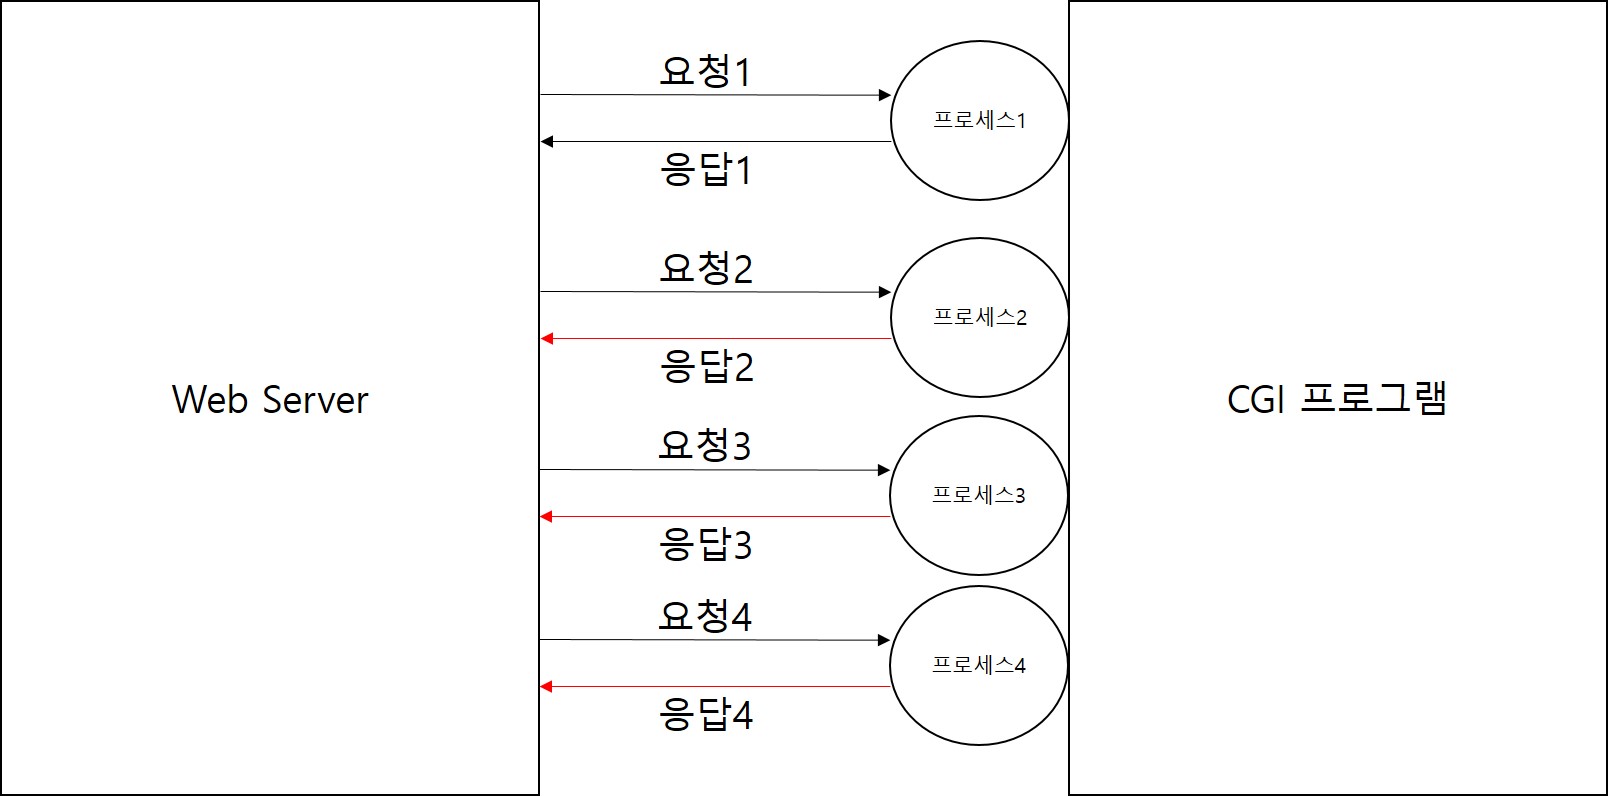 요청1
프로세스1
응답1
요청2
프로세스2
응답2
Web Server
CGI 프로그램
요청3
프로세스3
응답3
요청4
프로세스4
응답4